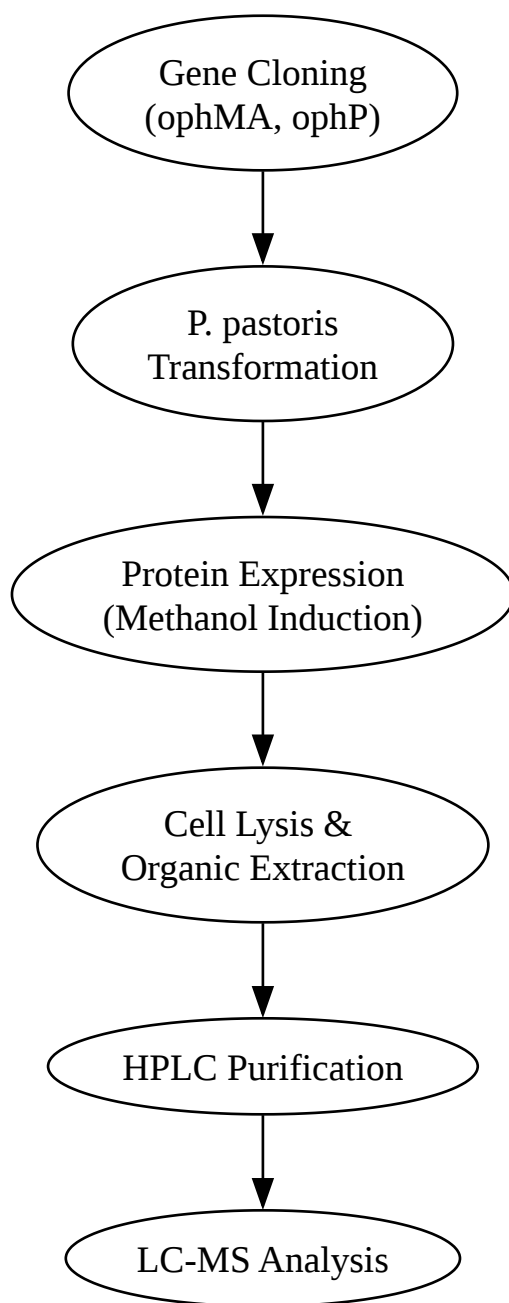 Gene Cloning
(ophMA, ophP)
P. pastoris
Transformation
Protein Expression
(Methanol Induction)
Cell Lysis &
Organic Extraction
HPLC Purification
LC-MS Analysis